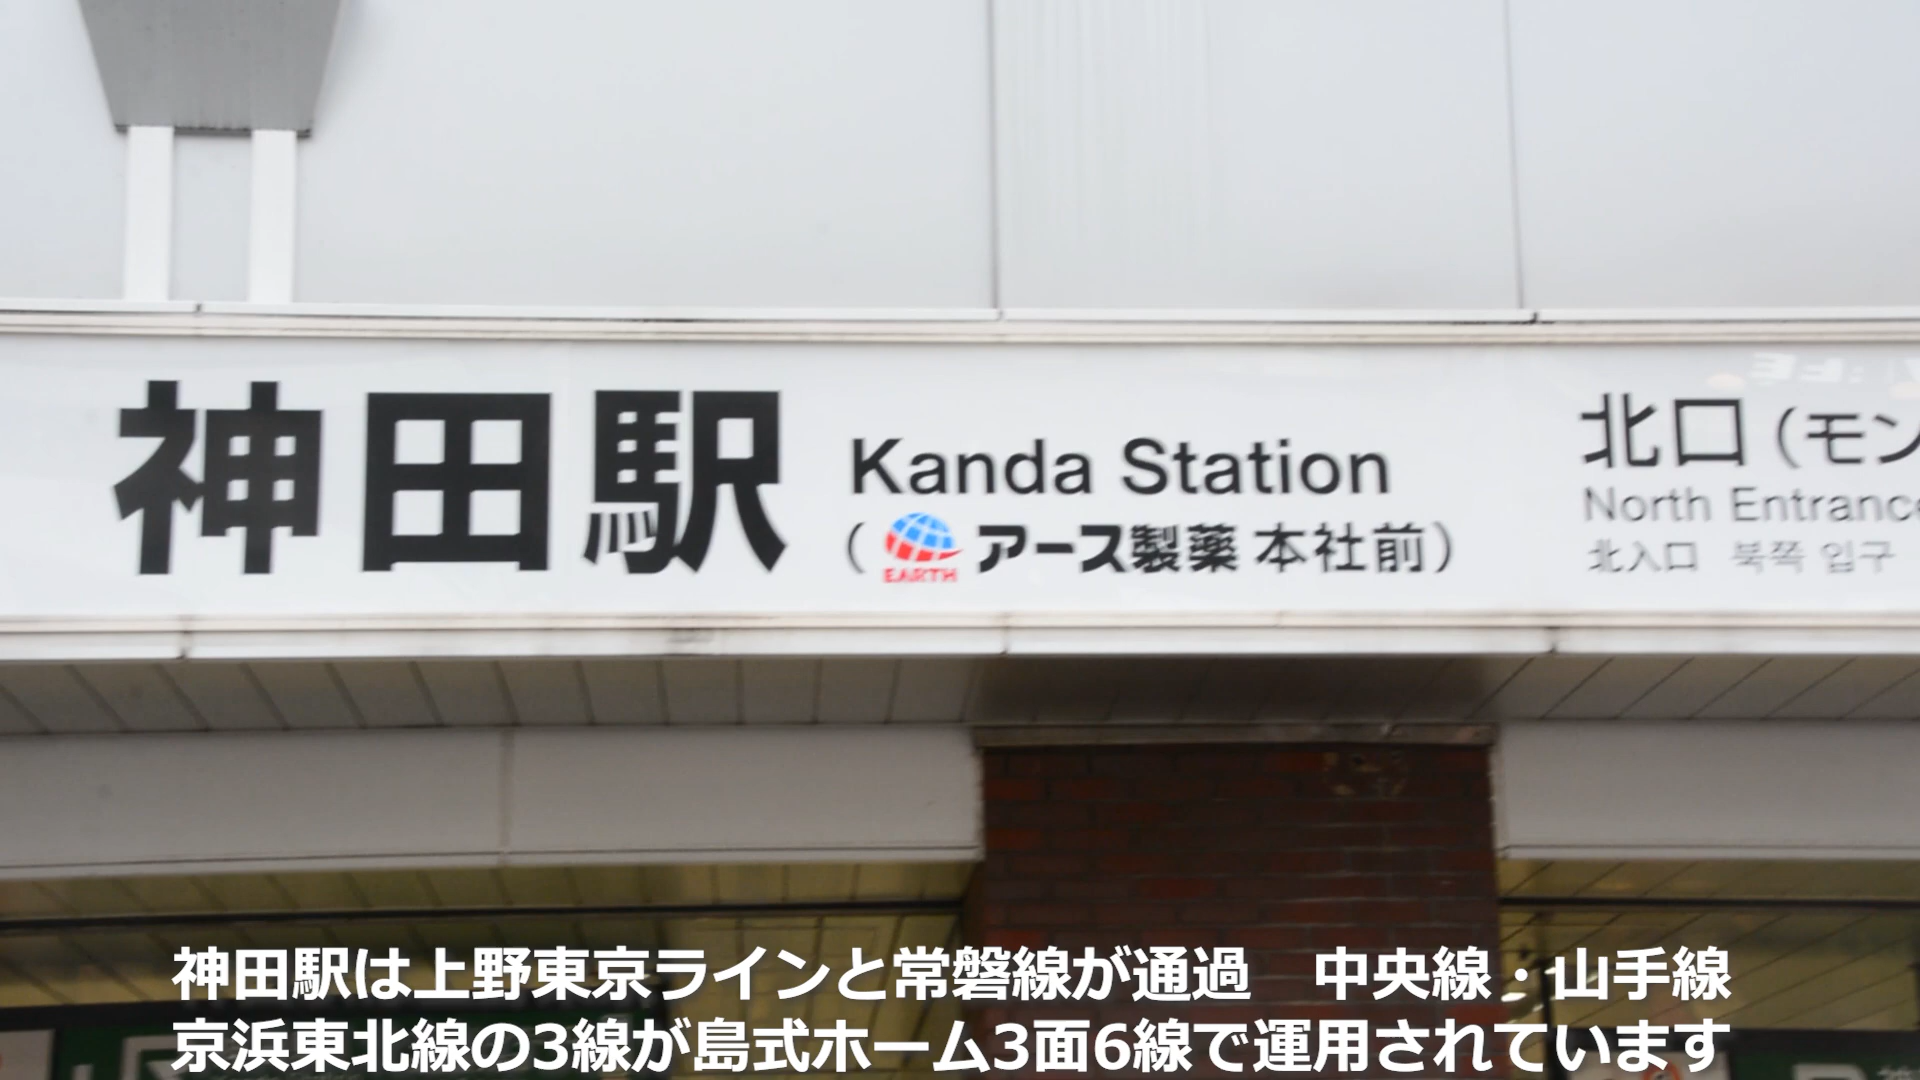 神田駅 Kanda Station
(EARTH アース製薬 本社前)
北口(モン
North Entrance
北入口 북쪽 입구
神田駅は上野東京ラインと常磐線が通過　中央線・山手線
京浜東北線の3線が島式ホーム3面6線で運用されています